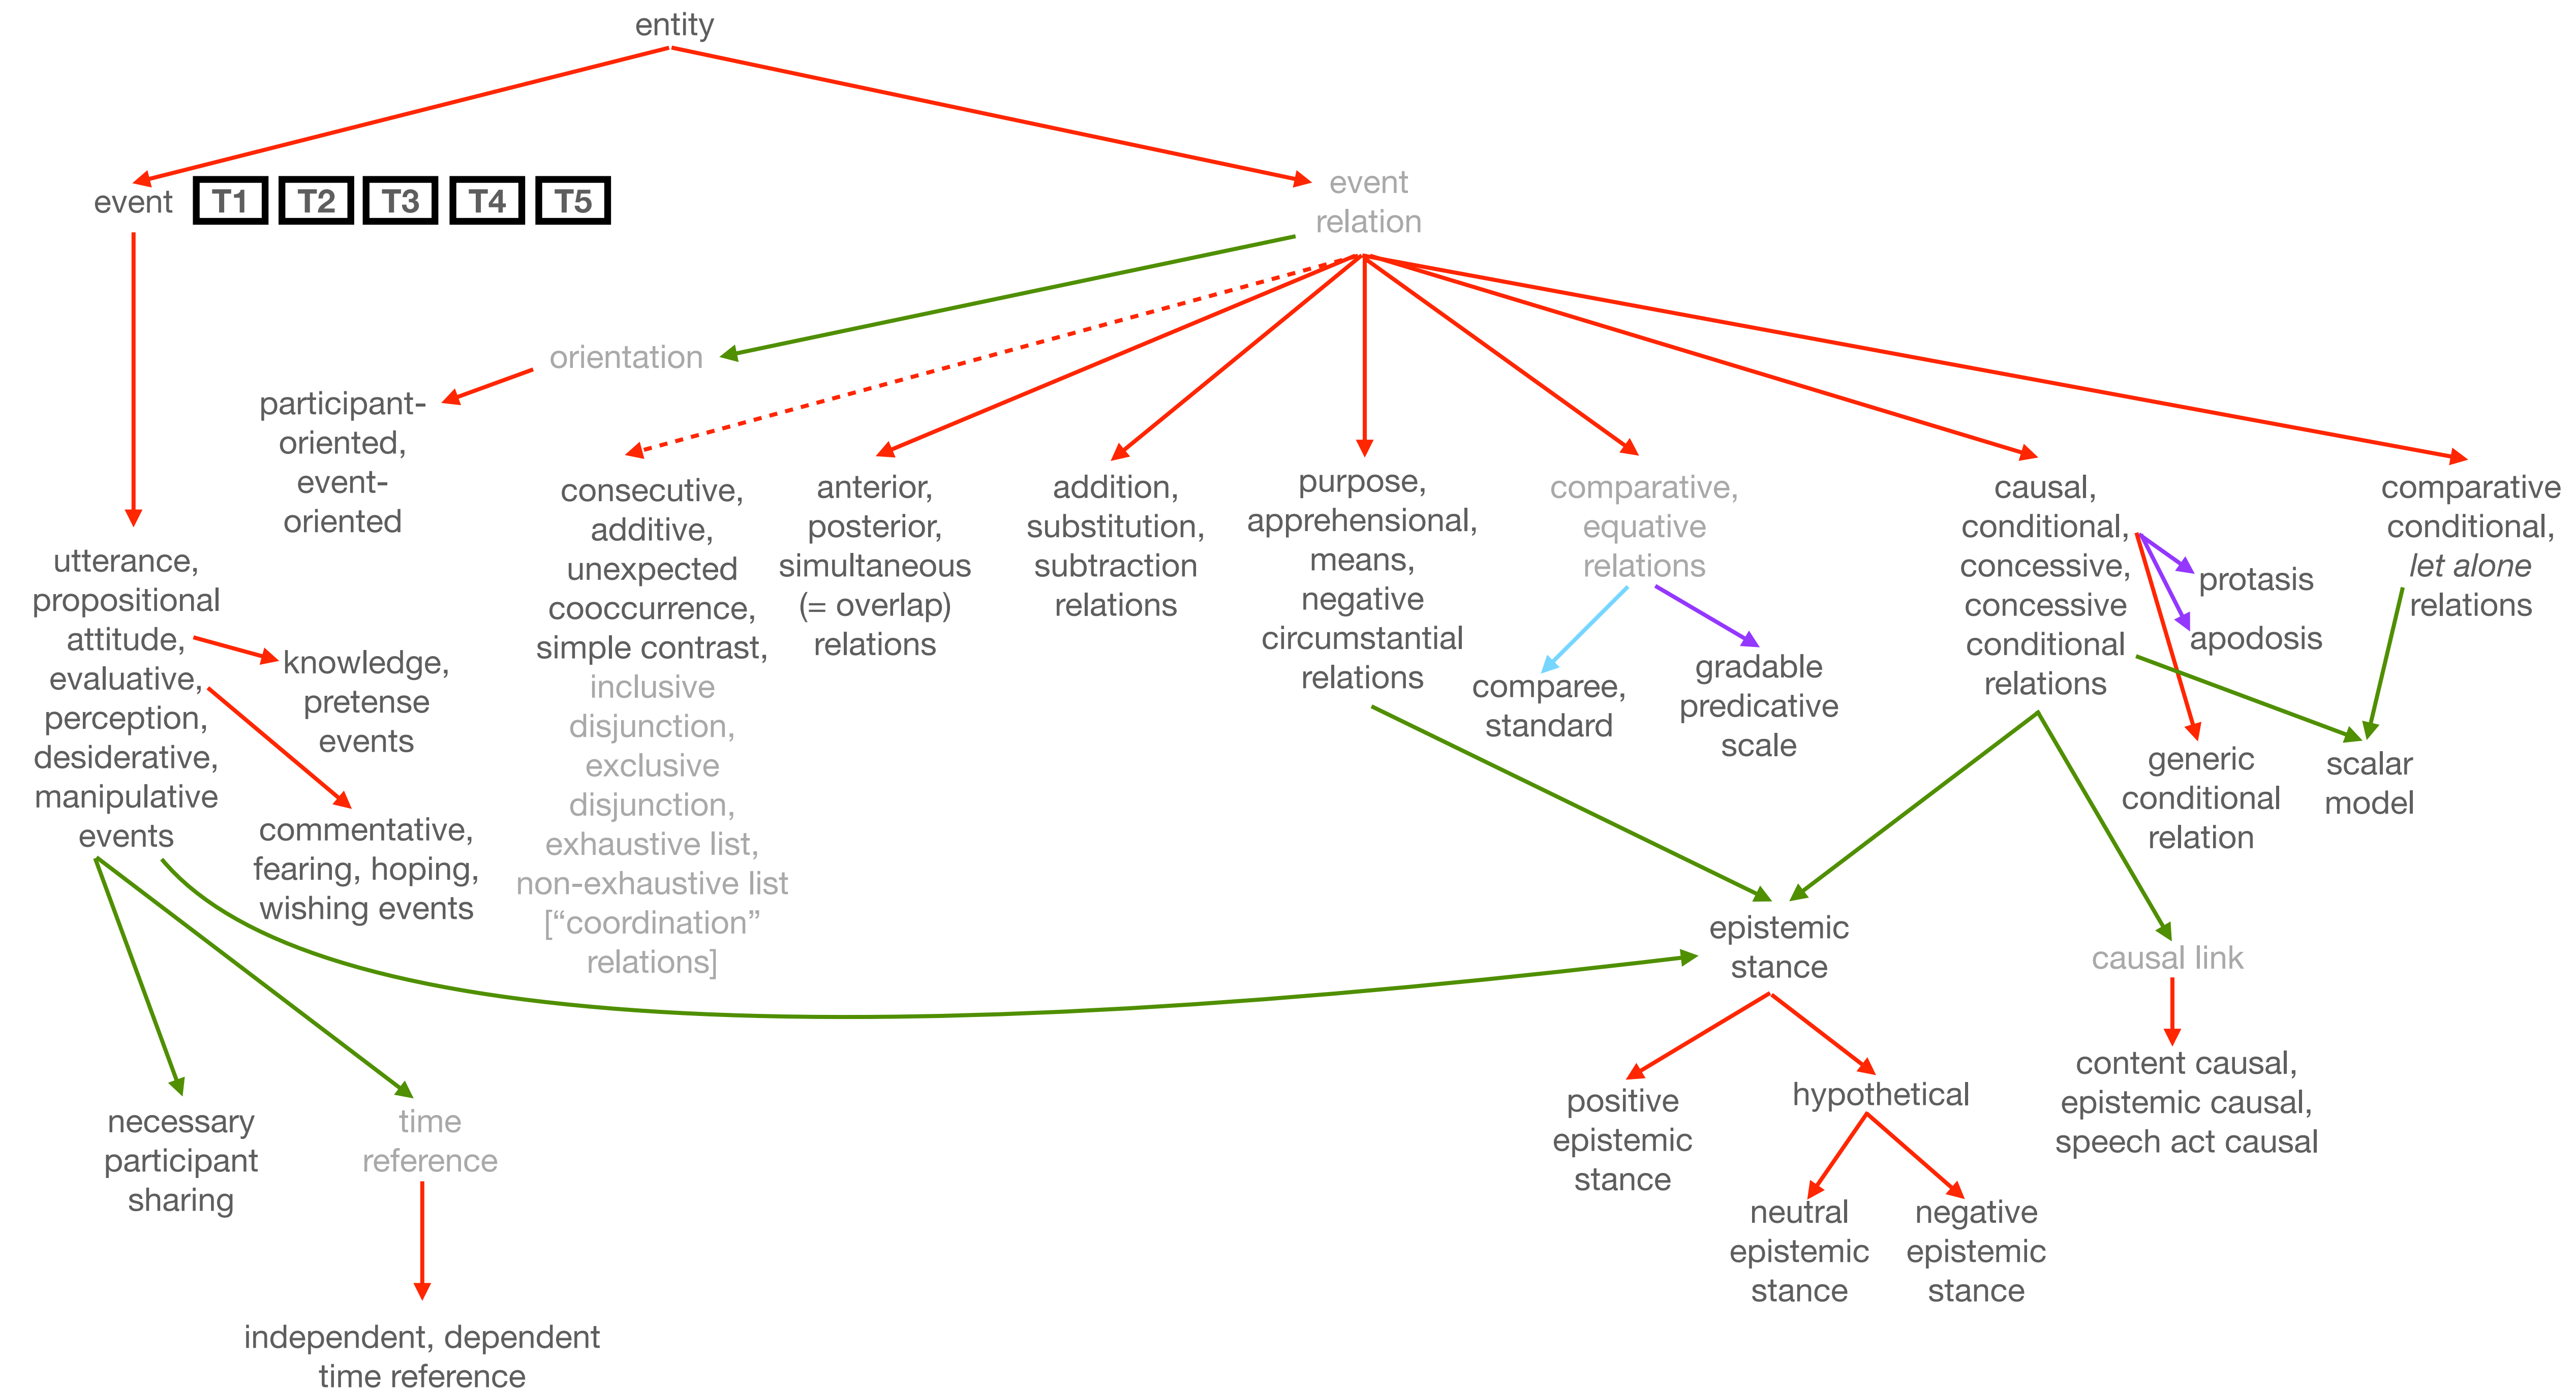 entity
event
T1
T2
T3
T4
T5
event
relation
orientation
participant-
oriented,
event-
oriented
utterance,
propositional
attitude,
evaluative,
perception,
desiderative,
manipulative
events
knowledge,
pretense
events
commentative,
fearing, hoping,
wishing events
consecutive,
additive,
unexpected
cooccurrence,
simple contrast,
inclusive
disjunction,
exclusive
disjunction,
exhaustive list,
non-exhaustive list
[“coordination”
relations]
anterior,
posterior,
simultaneous
(= overlap)
relations
addition,
substitution,
subtraction
relations
purpose,
apprehensional,
means,
negative
circumstantial
relations
comparative,
equative
relations
comparee,
standard
gradable
predicative
scale
causal,
conditional,
concessive,
concessive
conditional
relations
protasis
apodosis
comparative
conditional,
let alone
relations
generic
conditional
relation
scalar
model
epistemic
stance
causal link
positive
epistemic
stance
hypothetical
content causal,
epistemic causal,
speech act causal
neutral
epistemic
stance
negative
epistemic
stance
necessary
participant
sharing
time
reference
independent, dependent
time reference